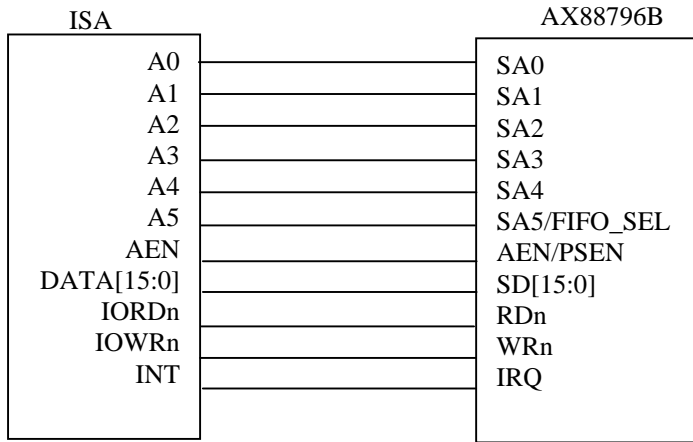 ISA
AX88796B
A0
A1
A2
A3
A4
A5
AEN
DATA[15:0]
IORDn
IOWRn
INT
SA0
SA1
SA2
SA3
SA4
SA5/FIFO_SEL
AEN/PSEN
SD[15:0]
RDn
WRn
IRQ